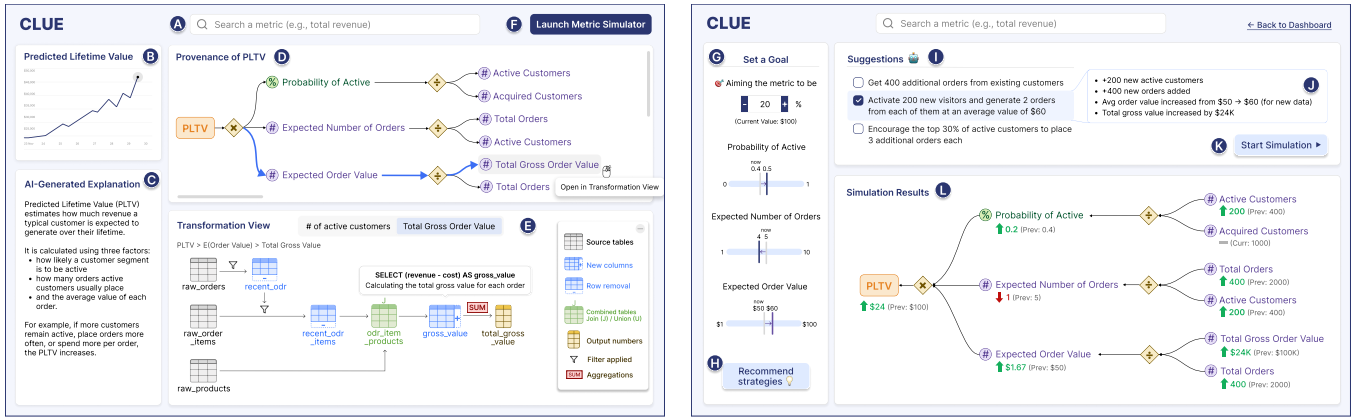 CLUE
A
Search a metric (e.g., total revenue)
F
Launch Metric Simulator
Predicted Lifetime Value
B
AI-Generated Explanation
C
Predicted Lifetime Value (PLTV)
estimates how much revenue a
typical customer is expected to
generate over their lifetime.
It is calculated using three factors:
• how likely a customer segment
is to be active
• how many orders active
customers usually place
• and the average value of each
order.
For example, if more customers
remain active, place orders more
often, or spend more per order,
the PLTV increases.
Provenance of PLTV
D
PLTV
×
% Probability of Active
÷
# Active Customers
# Acquired Customers
# Expected Number of Orders
÷
# Total Orders
# Active Customers
# Expected Order Value
÷
# Total Gross Order Value
# Total Orders
Open in Transformation View
Transformation View
# of active customers
Total Gross Order Value
E
PLTV > E(Order Value) > Total Gross Value
raw_orders
recent_odr
SELECT (revenue - cost) AS gross_value
Calculating the total gross value for each order
raw_order
_items
recent_odr
_items
J
odr_item
_products
gross_value
SUM
total_gross
_value
raw_products
Source tables
New columns
Row removal
J
Combined tables
Join (J) / Union (U)
Output numbers
Filter applied
SUM
Aggregations
CLUE
Search a metric (e.g., total revenue)
← Back to Dashboard
G
Set a Goal
Aiming the metric to be
- 20 + %
(Current Value: $100)
Probability of Active
now
0.4 0.5
0
1
Expected Number of Orders
now
4 5
1
10
Expected Order Value
now
$50 $60
$1
$100
H
Recommend
strategies
Suggestions
I
Get 400 additional orders from existing customers
Activate 200 new visitors and generate 2 orders
from each of them at an average value of $60
Encourage the top 30% of active customers to place
3 additional orders each
• +200 new active customers
• +400 new orders added
• Avg order value increased from $50 → $60 (for new data)
• Total gross value increased by $24K
J
K
Start Simulation
Simulation Results
L
PLTV
$24 (Prev: $100)
×
% Probability of Active
0.2 (Prev: 0.4)
÷
# Active Customers
200 (Prev: 400)
# Acquired Customers
(Curr: 1000)
# Expected Number of Orders
1 (Prev: 5)
÷
# Total Orders
400 (Prev: 2000)
# Active Customers
200 (Prev: 400)
# Expected Order Value
$1.67 (Prev: $50)
÷
# Total Gross Order Value
$24K (Prev: $100K)
# Total Orders
400 (Prev: 2000)